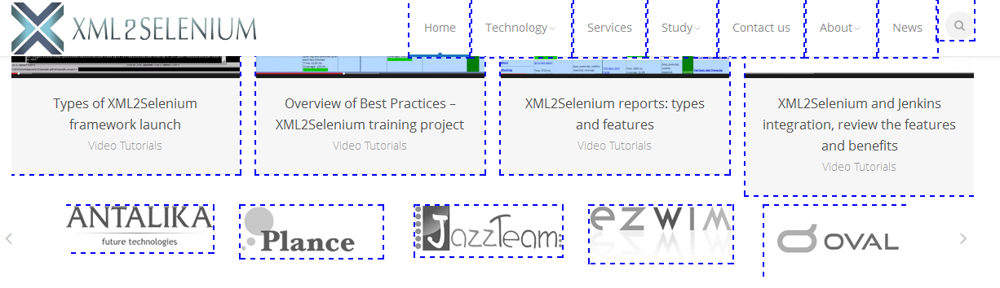 XML2SELENIUM
Home Technology Services Study Contact us About News
Types of XML2Selenium
framework launch
Video Tutorials
Overview of Best Practices –
XML2Selenium training project
Video Tutorials
XML2Selenium reports: types
and features
Video Tutorials
XML2Selenium and Jenkins
integration, review the features
and benefits
Video Tutorials
ANTALIKA
future technologies
Plance
JazzTeam
ezwim
OVAL